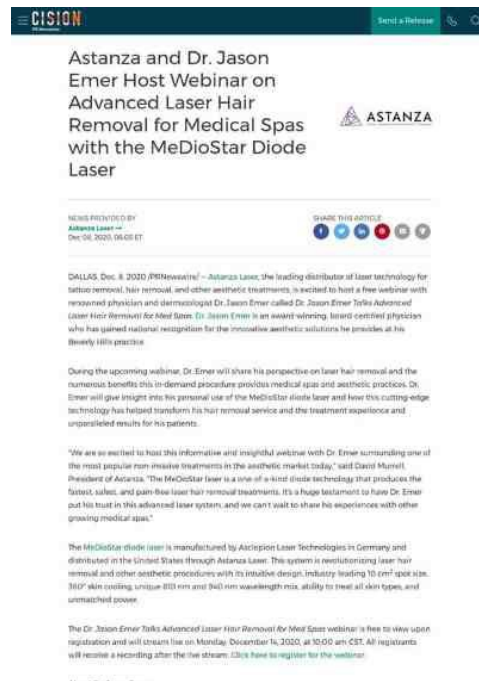 CISION
Send a Release
Astanza and Dr. Jason
Emer Host Webinar on
Advanced Laser Hair
Removal for Medical Spas
with the MeDioStar Diode
Laser
ASTANZA
NEWS PROVIDED BY
Astanza Laser →
Dec 08, 2020, 06:05 ET
SHARE THIS ARTICLE
DALLAS, Dec. 8, 2020 /PRNewswire/ -- Astanza Laser, the leading distributor of laser technology for
tattoo removal, hair removal, and other aesthetic treatments, is excited to host a free webinar with
renowned physician and dermatologist Dr. Jason Emer called Dr. Jason Emer Talks Advanced
Laser Hair Removal for Med Spas. Dr. Jason Emer is an award-winning, board-certified physician
who has gained national recognition for the innovative aesthetic solutions he provides at his
Beverly Hills practice.
During the upcoming webinar, Dr. Emer will share his perspective on laser hair removal and the
numerous benefits this in-demand procedure provides medical spas and aesthetic practices. Dr.
Emer will give insight into his personal use of the MeDioStar diode laser and how this cutting-edge
technology has helped transform his hair removal service and the treatment experience and
unparalleled results for his patients.
"We are so excited to host this informative and insightful webinar with Dr. Emer surrounding one of
the most popular non-invasive treatments in the aesthetic market today," said David Murrell,
President of Astanza. "The MeDioStar laser is a one-of-a-kind diode technology that produces the
fastest, safest, and pain-free laser hair removal treatments. It's a huge testament to have Dr. Emer
put his trust in this advanced laser system, and we can't wait to share his experiences with other
growing medical spas."
The MeDioStar diode laser is manufactured by Asclepion Laser Technologies in Germany and
distributed in the United States through Astanza Laser. This system is revolutionizing laser hair
removal and other aesthetic procedures with its intuitive design, industry-leading 10 cm² spot size,
360° skin cooling, unique 810 nm and 940 nm wavelength mix, ability to treat all skin types, and
unmatched power.
The Dr. Jason Emer Talks Advanced Laser Hair Removal for Med Spas webinar is free to view upon
registration and will stream live on Monday, December 14, 2020, at 10:00 am CST. All registrants
will receive a recording after the live stream. Click here to register for the webinar.